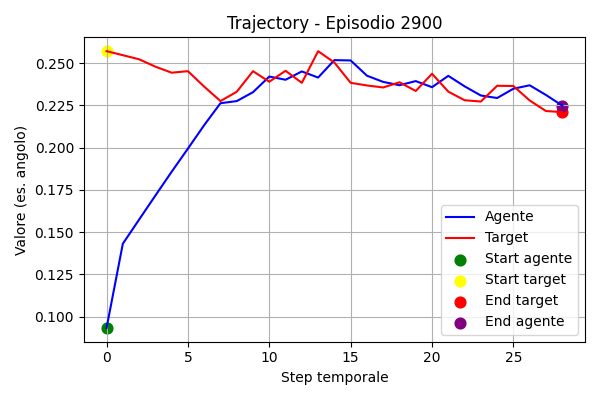 Trajectory - Episodio 2900
Valore (es. angolo)
0.250
0.225
0.200
0.175
0.150
0.125
0.100
0 5 10 15 20 25
Step temporale
Agente
Target
Start agente
Start target
End target
End agente